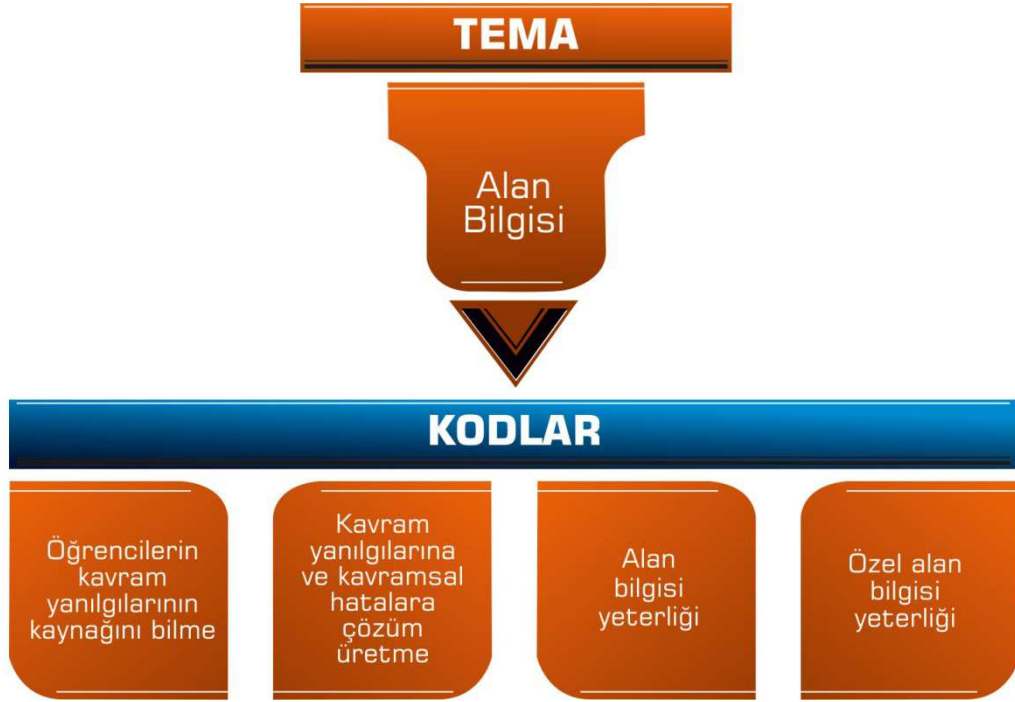 TEMA
Alan
Bilgisi
KODLAR
Öğrencilerin
kavram
yanılgılarının
kaynağını bilme
Kavram
yanılgılarına
ve kavramsal
hatalara
çözüm
üretme
Alan
bilgisi
yeterliği
Özel alan
bilgisi
yeterliği